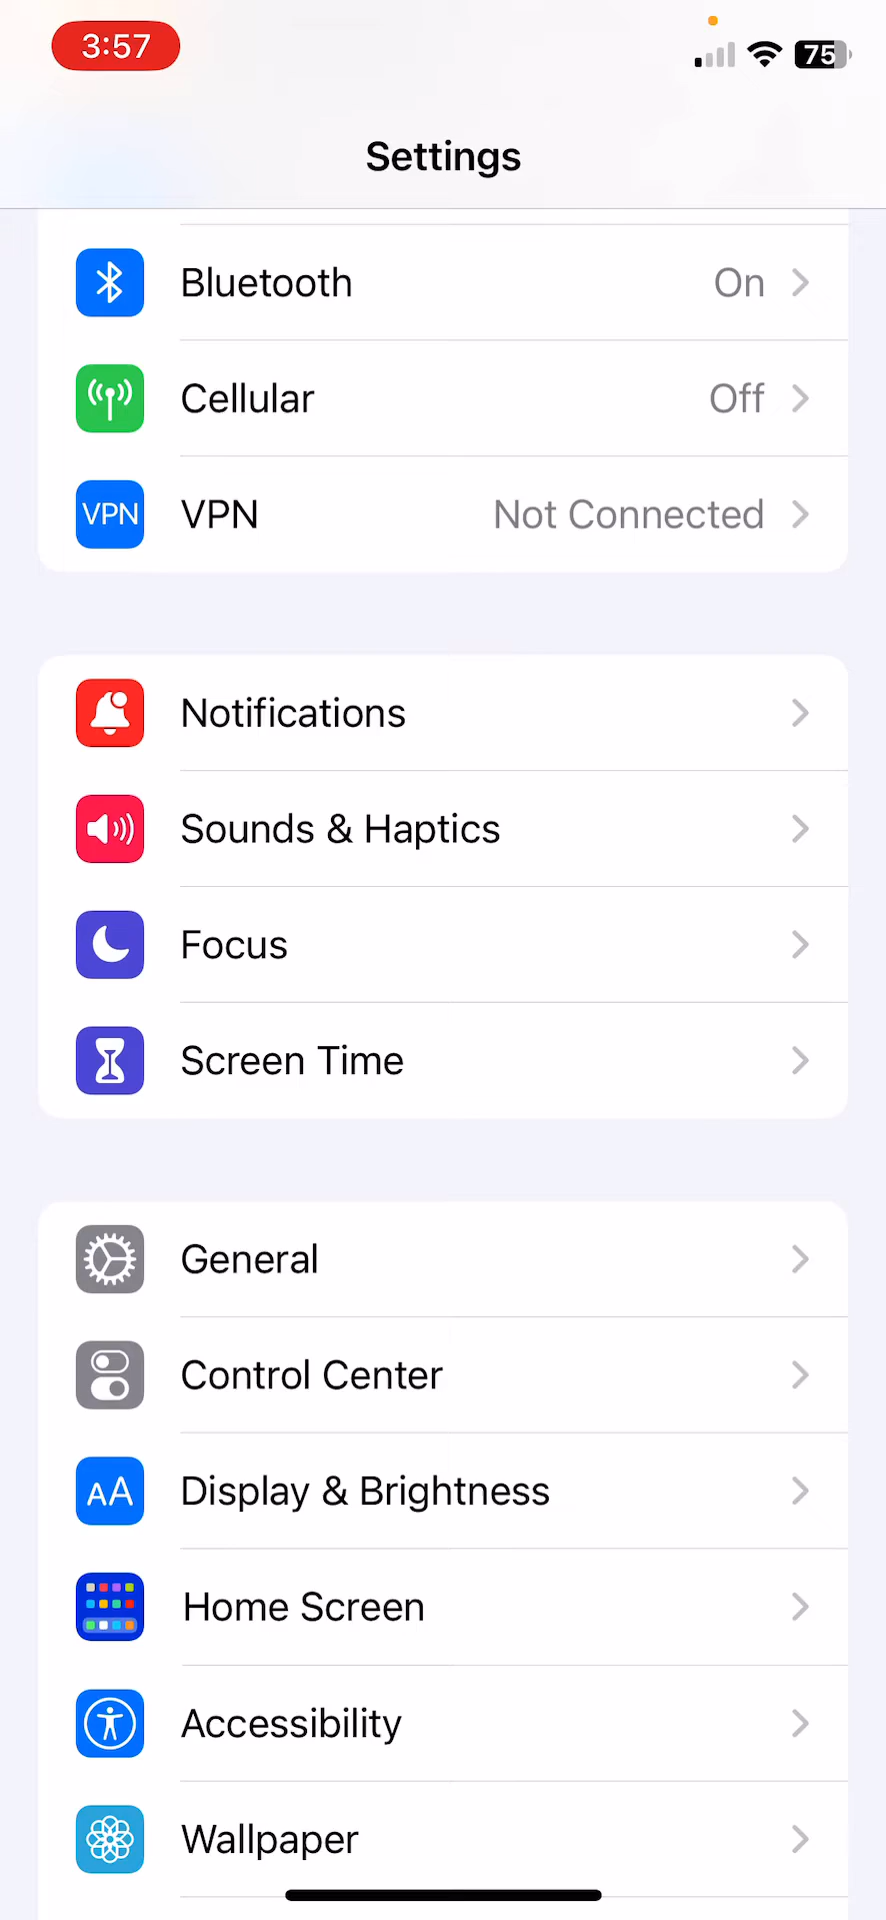 3:57
75
Settings
Bluetooth On
Cellular Off
VPN VPN Not Connected
Notifications
Sounds & Haptics
Focus
Screen Time
General
Control Center
AA Display & Brightness
Home Screen
Accessibility
Wallpaper